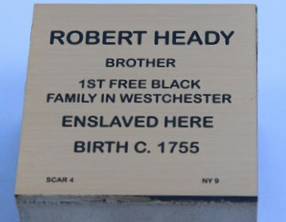 ROBERT HEADY
BROTHER
1ST FREE BLACK
FAMILY IN WESTCHESTER
ENSLAVED HERE
BIRTH C. 1755
SCAR 4 NY 9